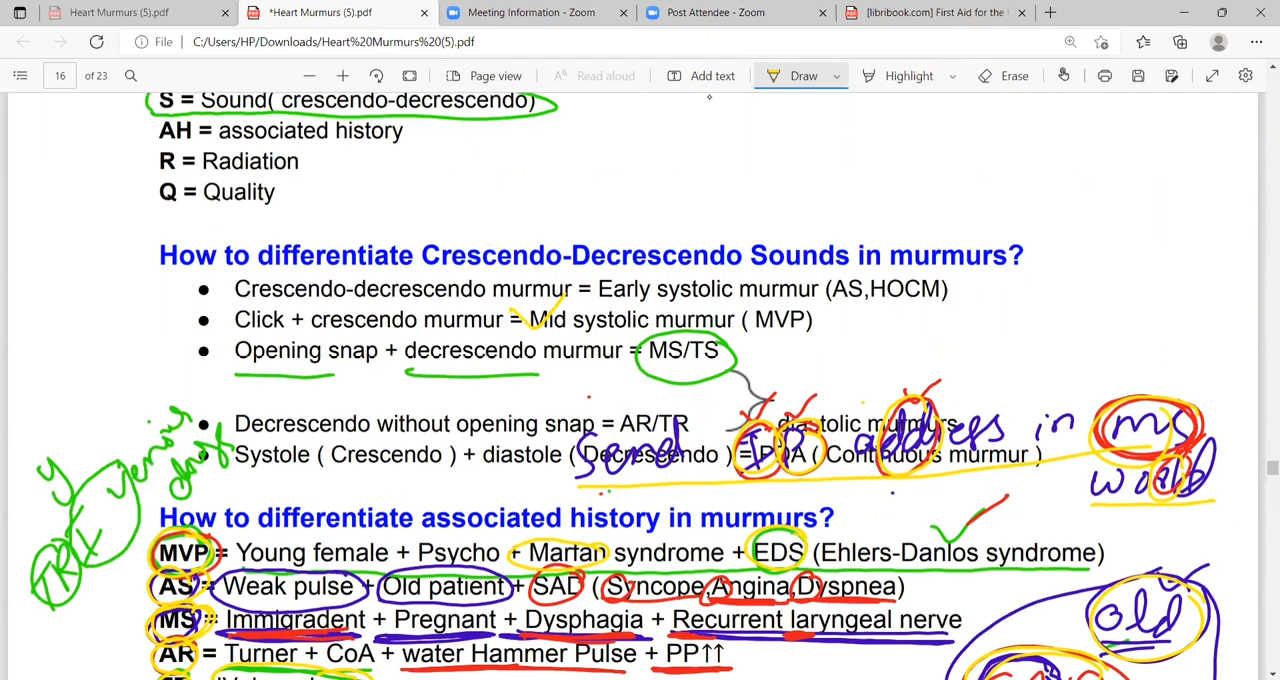 Heart Murmurs (5).pdf
*Heart Murmurs (5).pdf
Meeting Information - Zoom
Post Attendee - Zoom
[libribook.com] First Aid for the
File C:/Users/HP/Downloads/Heart%20Murmurs%20(5).pdf
16 of 23 Page view Read aloud Add text Draw Highlight Erase
S = Sound( crescendo-decrescendo)
AH = associated history
R = Radiation
Q = Quality
How to differentiate Crescendo-Decrescendo Sounds in murmurs?
Crescendo-decrescendo murmur = Early systolic murmur (AS,HOCM)
Click + crescendo murmur = Mid systolic murmur ( MVP)
Opening snap + decrescendo murmur = MS/TS
Decrescendo without opening snap = AR/TR diastolic murmurs
Send I P address in ms
world
Systole ( Crescendo ) + diastole ( Decrescendo ) = PDA ( Continuous murmur )
How to differentiate associated history in murmurs?
MVP = Young female + Psycho + Marfan syndrome + EDS (Ehlers-Danlos syndrome)
AS = Weak pulse + Old patient + SAD ( Syncope,Angina,Dyspnea)
MS = Immigradent + Pregnant + Dysphagia + Recurrent laryngeal nerve
AR = Turner + CoA + water Hammer Pulse + PP↑↑
old